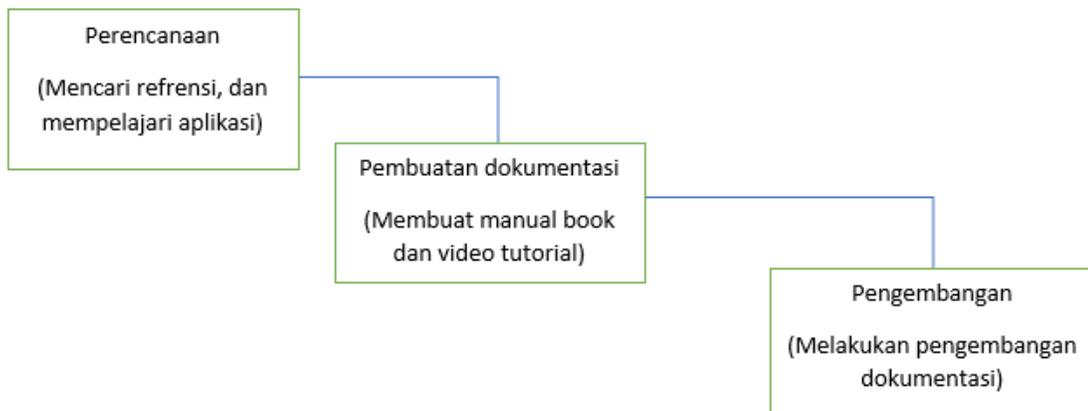 Perencanaan
(Mencari refrensi, dan
mempelajari aplikasi)
Pembuatan dokumentasi
(Membuat manual book
dan video tutorial)
Pengembangan
(Melakukan pengembangan
dokumentasi)